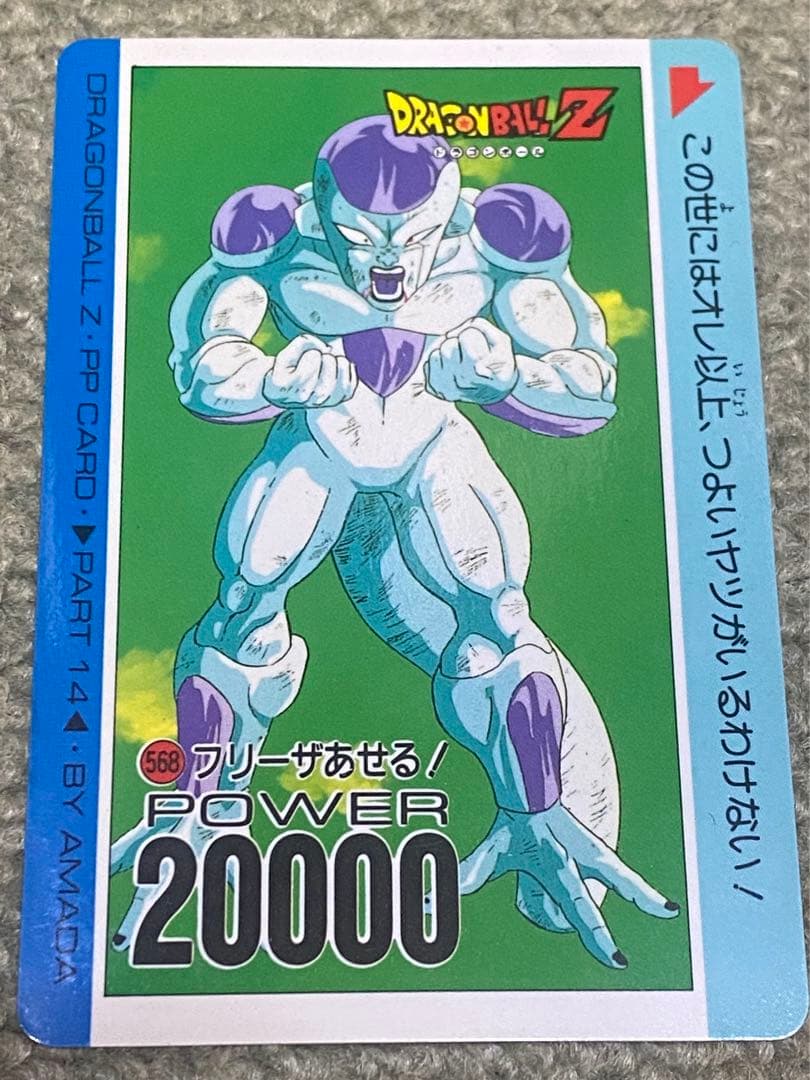 DRAGONBALL Z
ドラゴンボール
この世にはオレ以上、つよいヤツがいるわけない!
よ
いじょう
568 フリーザあせる!
POWER
20000
DRAGONBALL Z・PP CARD・▶PART 14◀・BY AMADA